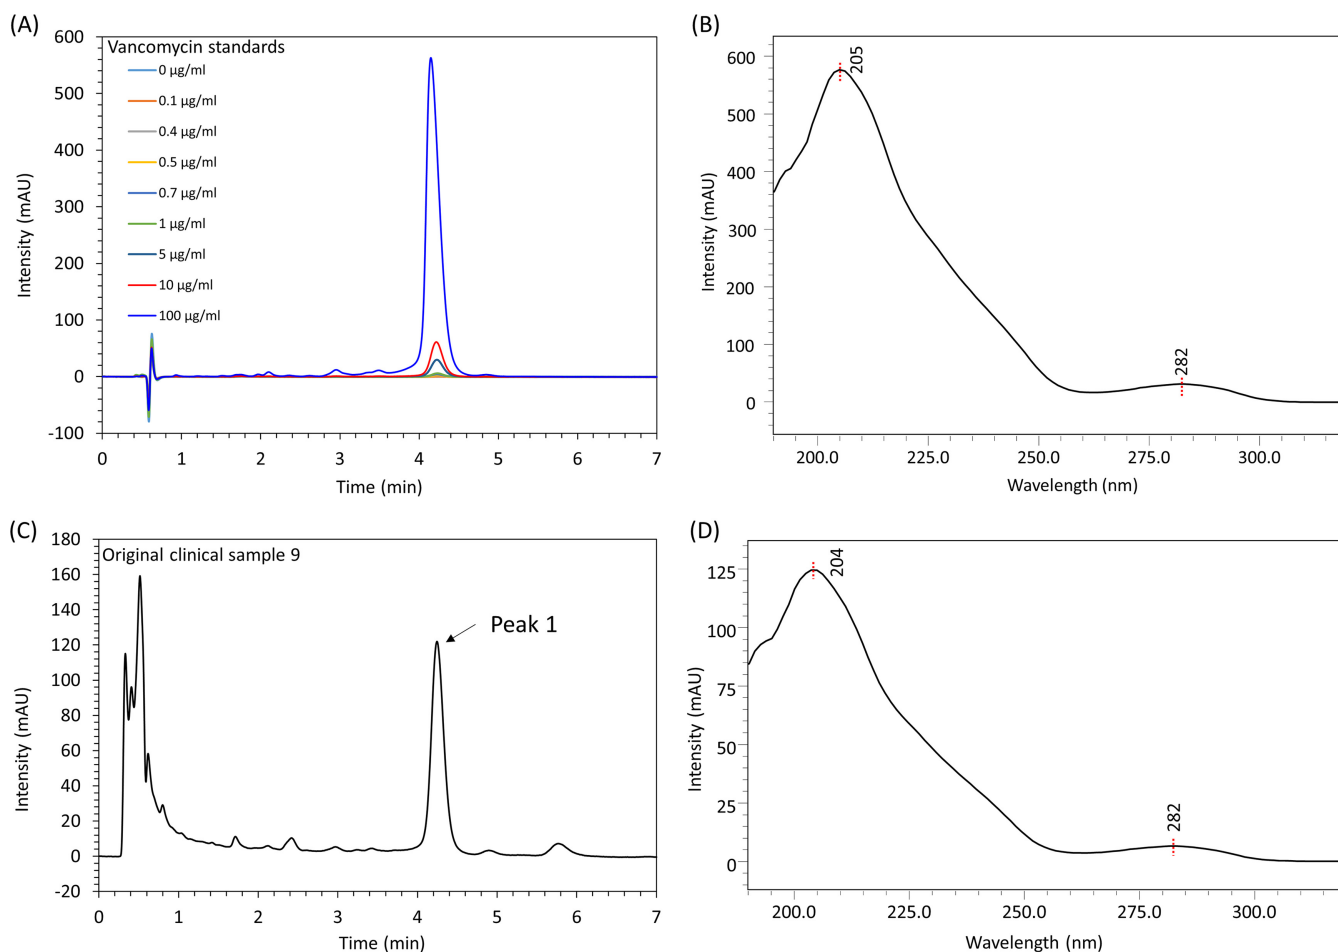 (A)
Vancomycin standards
0 µg/ml
0.1 µg/ml
0.4 µg/ml
0.5 µg/ml
0.7 µg/ml
1 µg/ml
5 µg/ml
10 µg/ml
100 µg/ml
Intensity (mAU)
600
500
400
300
200
100
0
-100
0 1 2 3 4 5 6 7
Time (min)
(B)
Intensity (mAU)
600
500
400
300
200
100
0
205
282
200.0 225.0 250.0 275.0 300.0
Wavelength (nm)
(C)
Original clinical sample 9
Peak 1
Intensity (mAU)
180
160
140
120
100
80
60
40
20
0
-20
0 1 2 3 4 5 6 7
Time (min)
(D)
Intensity (mAU)
125
100
75
50
25
0
204
282
200.0 225.0 250.0 275.0 300.0
Wavelength (nm)